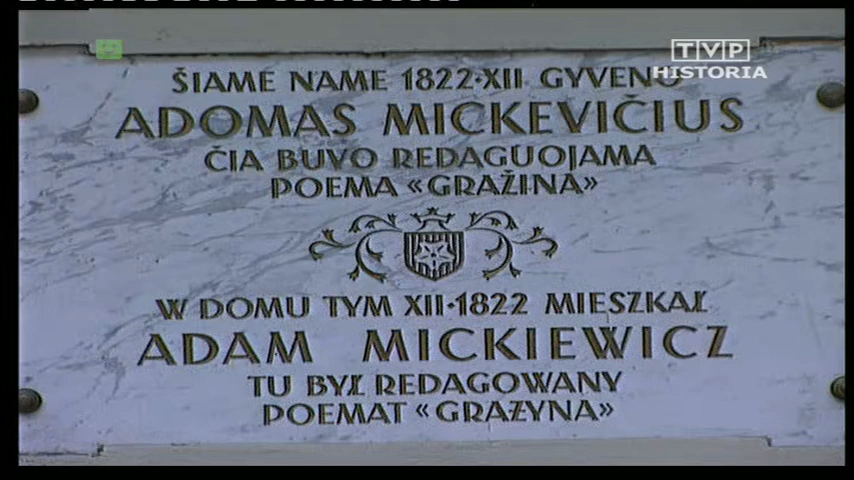 TVP
HISTORIA
ŠIAME NAME 1822·XII GYVENO
ADOMAS MICKEVIČIUS
ČIA BUVO REDAGUOJAMA
POEMA «GRAŽINA»
W DOMU TYM XII·1822 MIESZKAŁ
ADAM MICKIEWICZ
TU BYŁ REDAGOWANY
POEMAT «GRAŻYNA»